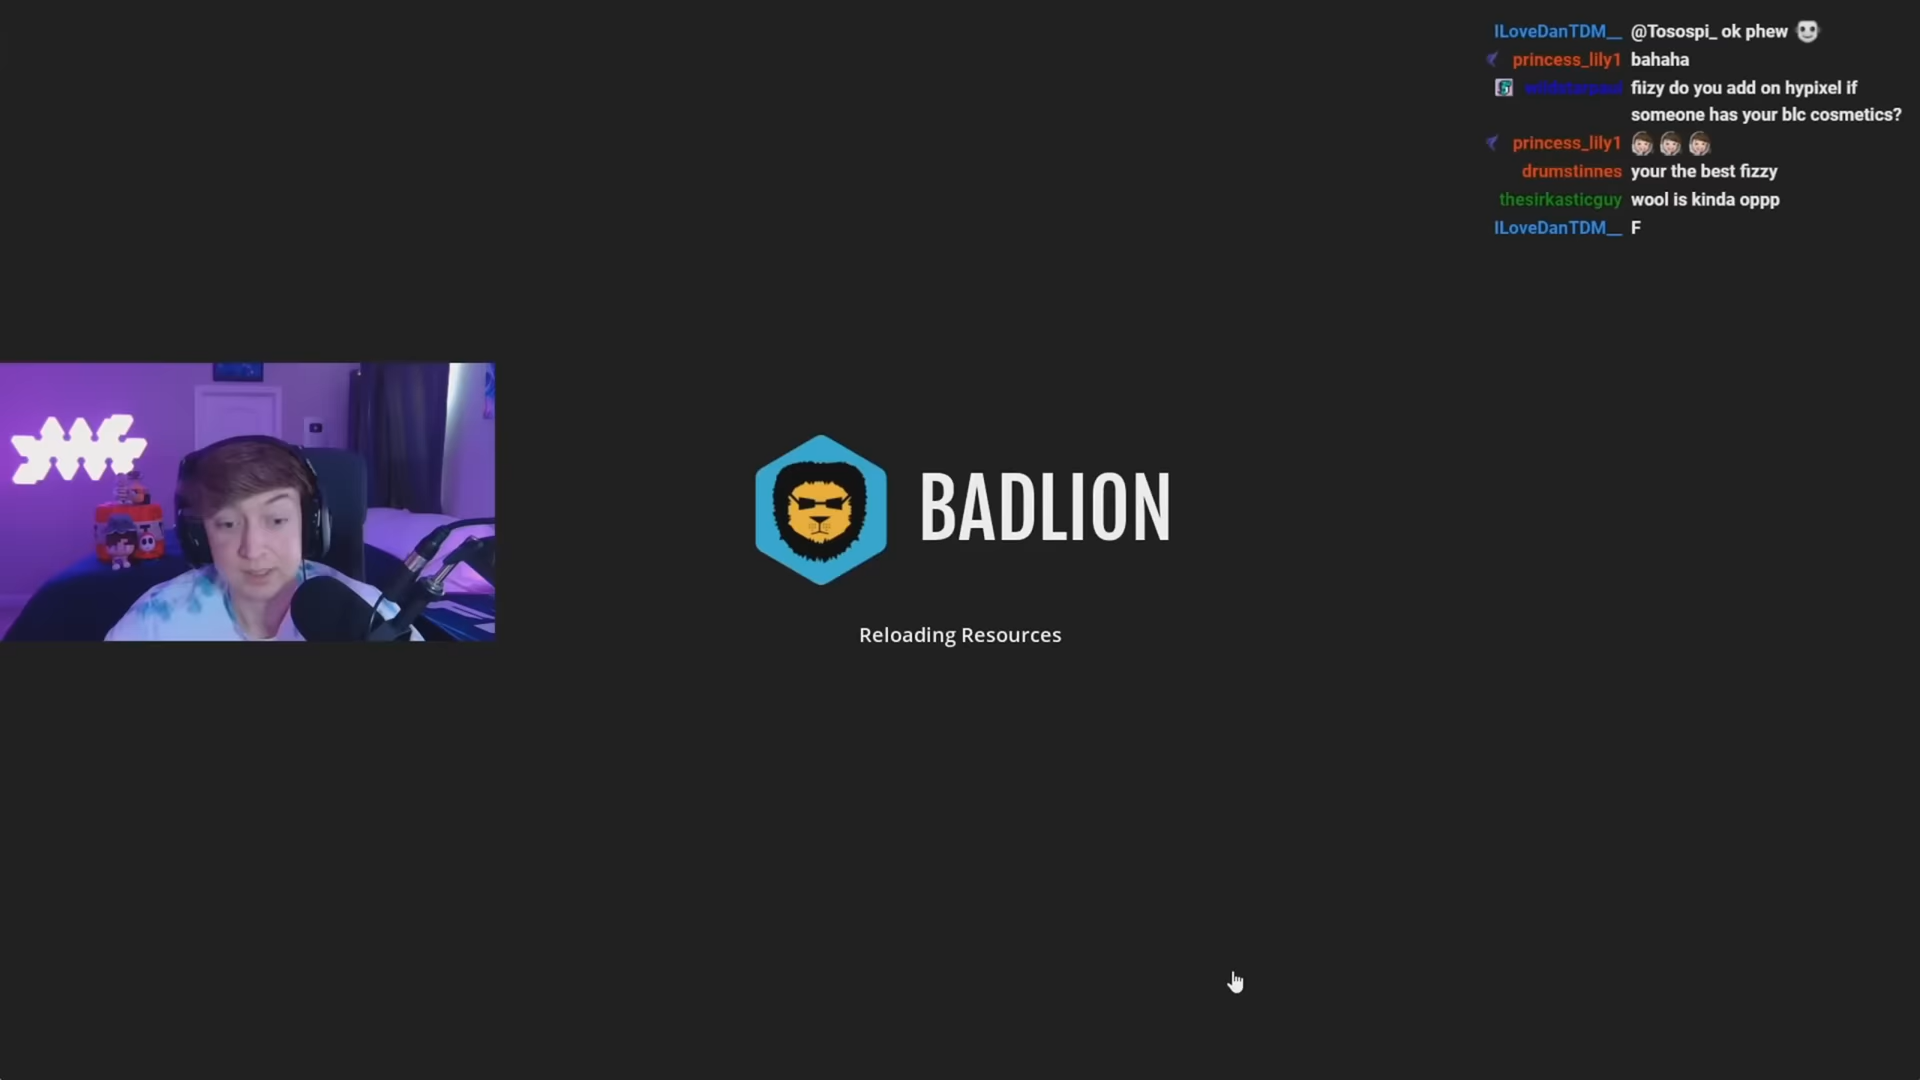 ILoveDanTDM__ @Tosospi_ ok phew
princess_lily1 bahaha
fiizy do you add on hypixel if
someone has your blc cosmetics?
princess_lily1
drumstinnes your the best fizzy
thesirkasticguy wool is kinda oppp
ILoveDanTDM__ F
BADLION
Reloading Resources